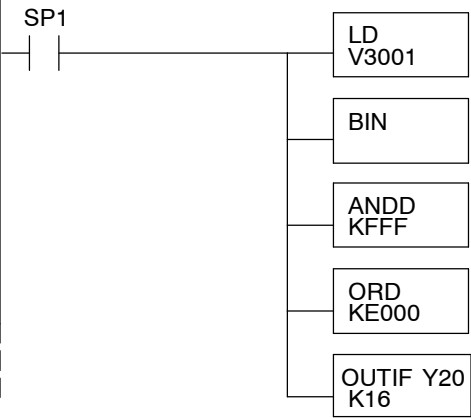 SP1
LD
V3001
BIN
ANDD
KFFF
ORD
KE000
OUTIF Y20
K16